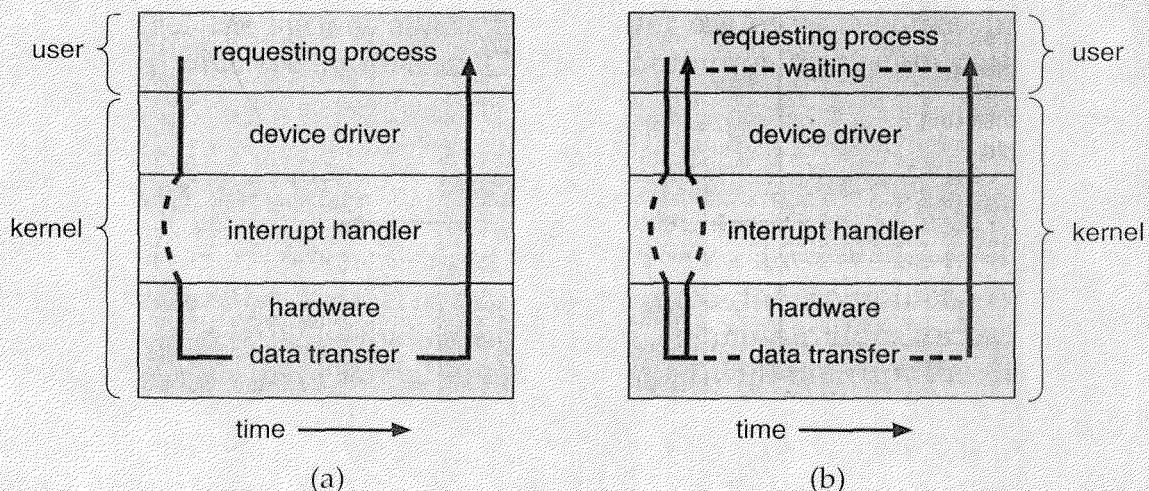 user
requesting process
device driver
kernel
interrupt handler
hardware
data transfer
time
(a)
requesting process
waiting
user
device driver
interrupt handler
kernel
hardware
data transfer
time
(b)